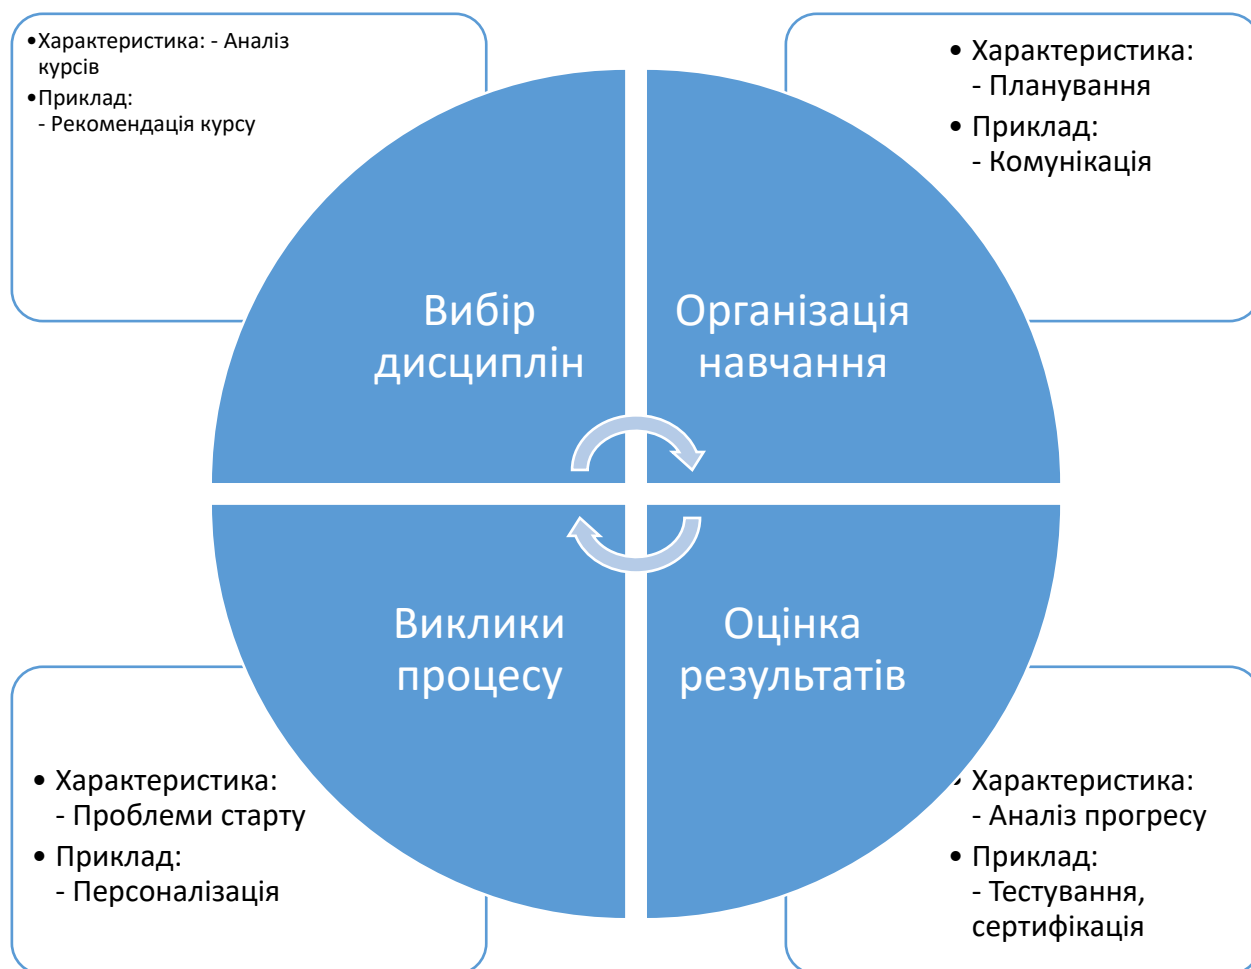 •Характеристика: - Аналіз
курсів
•Приклад:
- Рекомендація курсу
• Характеристика:
- Планування
• Приклад:
- Комунікація
Вибір
дисциплін
Організація
навчання
Виклики
процесу
Оцінка
результатів
• Характеристика:
- Проблеми старту
• Приклад:
- Персоналізація
• Характеристика:
- Аналіз прогресу
• Приклад:
- Тестування,
сертифікація